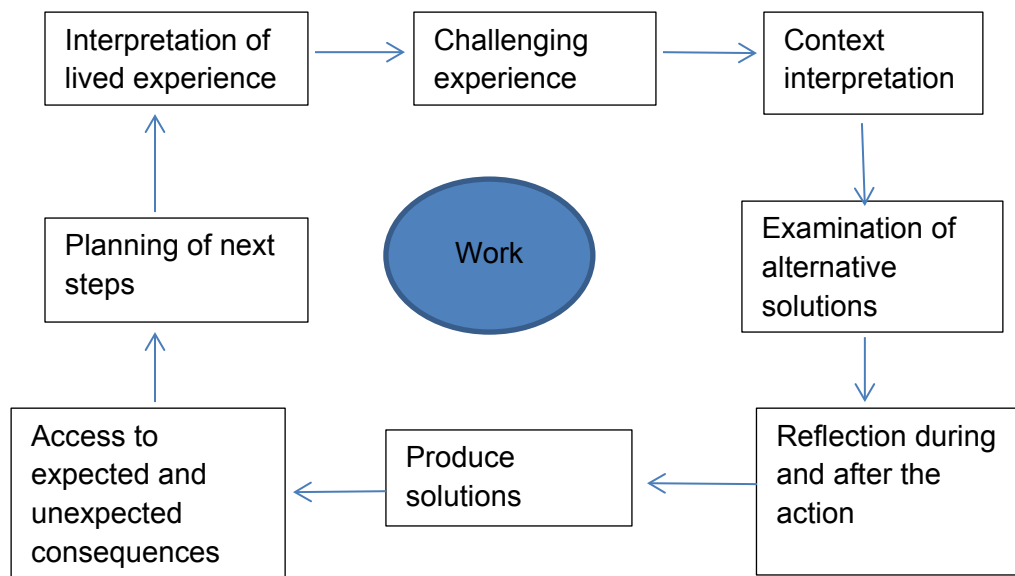 Interpretation of
lived experience
Challenging
experience
Context
interpretation
Planning of next
steps
Work
Examination of
alternative
solutions
Access to
expected and
unexpected
consequences
Produce
solutions
Reflection during
and after the
action